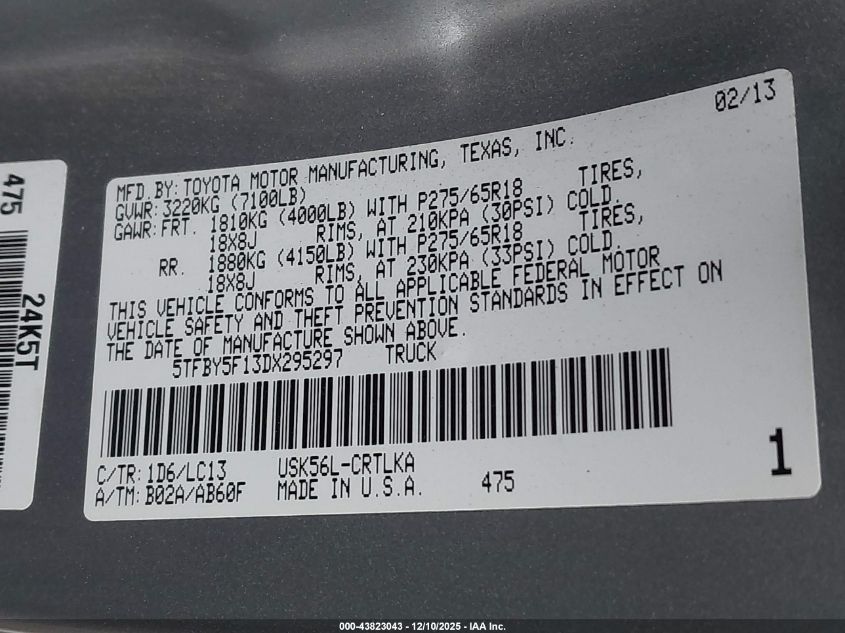 02/13
MFD. BY: TOYOTA MOTOR MANUFACTURING, TEXAS, INC.
GVWR: 3220KG (7100LB)
GAWR: FRT. 1810KG (4000LB) WITH P275/65R18 TIRES,
18X8J RIMS, AT 210KPA (30PSI) COLD.
RR. 1880KG (4150LB) WITH P275/65R18 TIRES,
18X8J RIMS, AT 230KPA (33PSI) COLD.
THIS VEHICLE CONFORMS TO ALL APPLICABLE FEDERAL MOTOR
VEHICLE SAFETY AND THEFT PREVENTION STANDARDS IN EFFECT ON
THE DATE OF MANUFACTURE SHOWN ABOVE.
5TFBY5F13DX295297 TRUCK
C/TR: 1D6/LC13 USK56L-CRTLKA
A/TM: B02A/AB60F MADE IN U.S.A. 475
1
475
24K5T
000-43823043 - 12/10/2025 - IAA Inc.